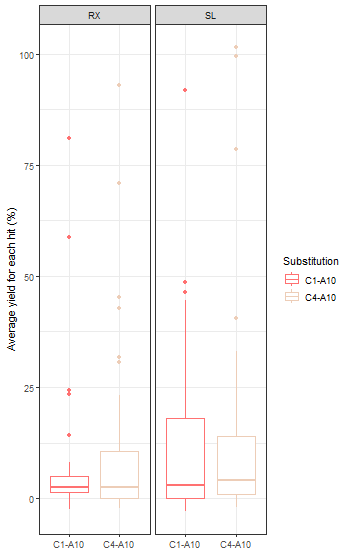 RX
SL
Average yield for each hit (%)
100
75
50
25
0
C1-A10
C4-A10
C1-A10
C4-A10
Substitution
C1-A10
C4-A10